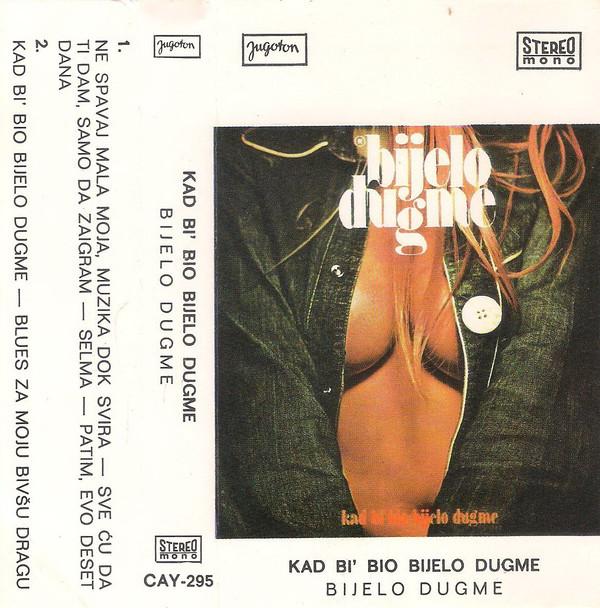 1.
NE SPAVAJ MALA MOJA, MUZIKA DOK SVIRA — SVE ĆU DA
TI DAM, SAMO DA ZAIGRAM — SELMA — PATIM, EVO DESET
DANA
2.
KAD BI' BIO BIJELO DUGME — BLUES ZA MOJU BIVŠU DRAGU
Jugoton
KAD BI' BIO BIJELO DUGME
BIJELO DUGME
STEREO
mono
CAY-295
Jugoton
STEREO
mono
®bijelo
dugme
kad bi' bio bijelo dugme
KAD BI' BIO BIJELO DUGME
BIJELO DUGME